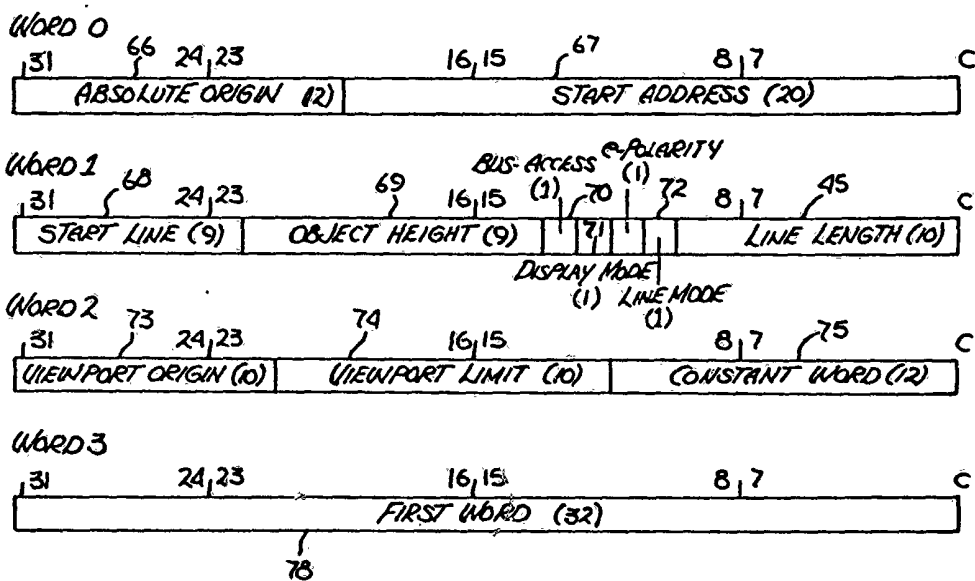 WORD 0
31 66 24 23 16 15 67 8 7 C
ABSOLUTE ORIGIN (12) START ADDRESS (20)
WORD 1
BUS-ACCESS (1) e-POLARITY (1)
31 68 24 23 69 16 15 70 72 8 7 45 C
START LINE (9) OBJECT HEIGHT (9) 71 LINE LENGTH (10)
DISPLAY MODE (1) LINE MODE (1)
WORD 2
31 73 24 23 74 16 15 8 7 75 C
VIEWPORT ORIGIN (10) VIEWPORT LIMIT (10) CONSTANT WORD (12)
WORD 3
31 24 23 16 15 8 7 C
FIRST WORD (32)
78